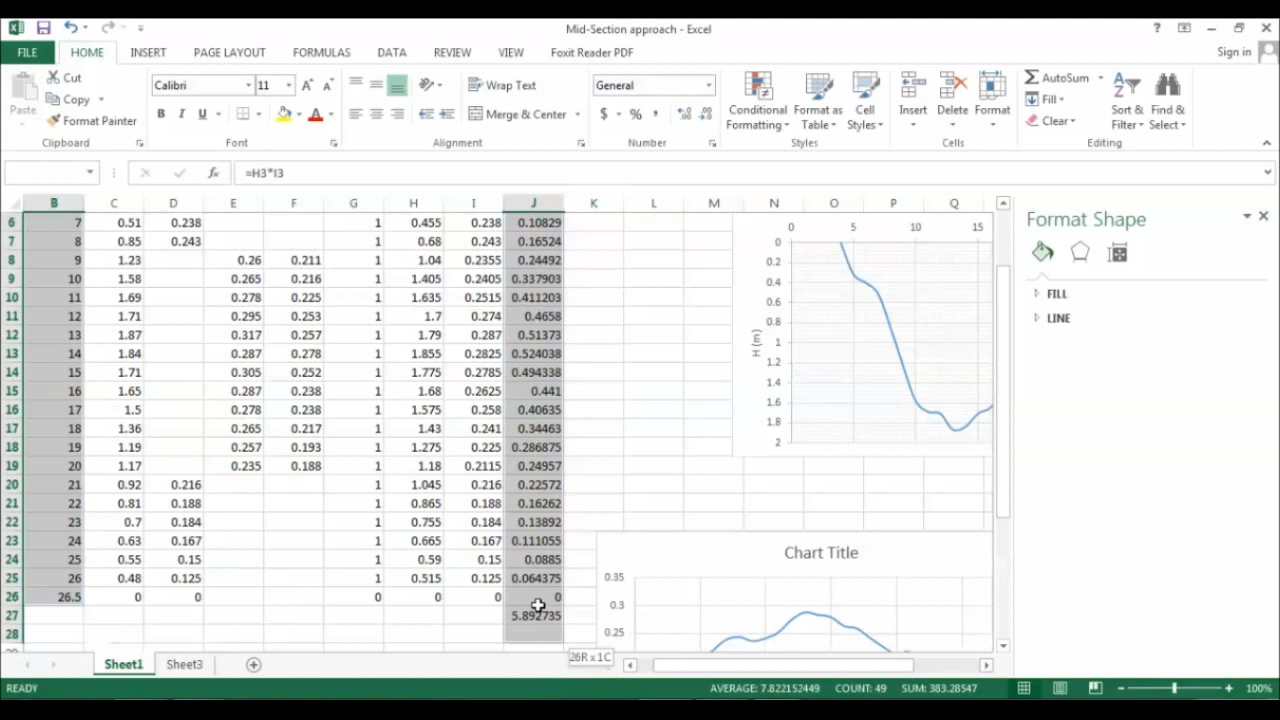 Mid-Section approach - Excel
FILE HOME INSERT PAGE LAYOUT FORMULAS DATA REVIEW VIEW Foxit Reader PDF Sign in
Paste Cut Copy Format Painter Clipboard
Calibri 11 B I U Font
Wrap Text Merge & Center Alignment
General $ % , Number
Conditional Formatting Format as Table Cell Styles Styles
Insert Delete Format Cells
AutoSum Fill Clear Sort & Filter Find & Select Editing
fx =H3*I3
B C D E F G H I J K L M N O P Q
6 7 0.51 0.238 1 0.455 0.238 0.10829
7 8 0.85 0.243 1 0.68 0.243 0.16524
8 9 1.23 0.26 0.211 1 1.04 0.2355 0.24492
9 10 1.58 0.265 0.216 1 1.405 0.2405 0.337903
10 11 1.69 0.278 0.225 1 1.635 0.2515 0.411203
11 12 1.71 0.295 0.253 1 1.7 0.274 0.4658
12 13 1.87 0.317 0.257 1 1.79 0.287 0.51373
13 14 1.84 0.287 0.278 1 1.855 0.2825 0.524038
14 15 1.71 0.305 0.252 1 1.775 0.2785 0.494338
15 16 1.65 0.287 0.238 1 1.68 0.2625 0.441
16 17 1.5 0.278 0.238 1 1.575 0.258 0.40635
17 18 1.36 0.265 0.217 1 1.43 0.241 0.34463
18 19 1.19 0.257 0.193 1 1.275 0.225 0.286875
19 20 1.17 0.235 0.188 1 1.18 0.2115 0.24957
20 21 0.92 0.216 1 1.045 0.216 0.22572
21 22 0.81 0.188 1 0.865 0.188 0.16262
22 23 0.7 0.184 1 0.755 0.184 0.13892
23 24 0.63 0.167 1 0.665 0.167 0.111055
24 25 0.55 0.15 1 0.59 0.15 0.0885
25 26 0.48 0.125 1 0.515 0.125 0.064375
26 26.5 0 0 0 0 0 0
27 5.892735
28
0 5 10 15
0
0.2
0.4
0.6
0.8
1
1.2
1.4
1.6
1.8
2
H (m)
Chart Title
0.35
0.3
0.25
Format Shape
FILL
LINE
26R x 1C
Sheet1 Sheet3
READY AVERAGE: 7.822152449 COUNT: 49 SUM: 383.28547 100%